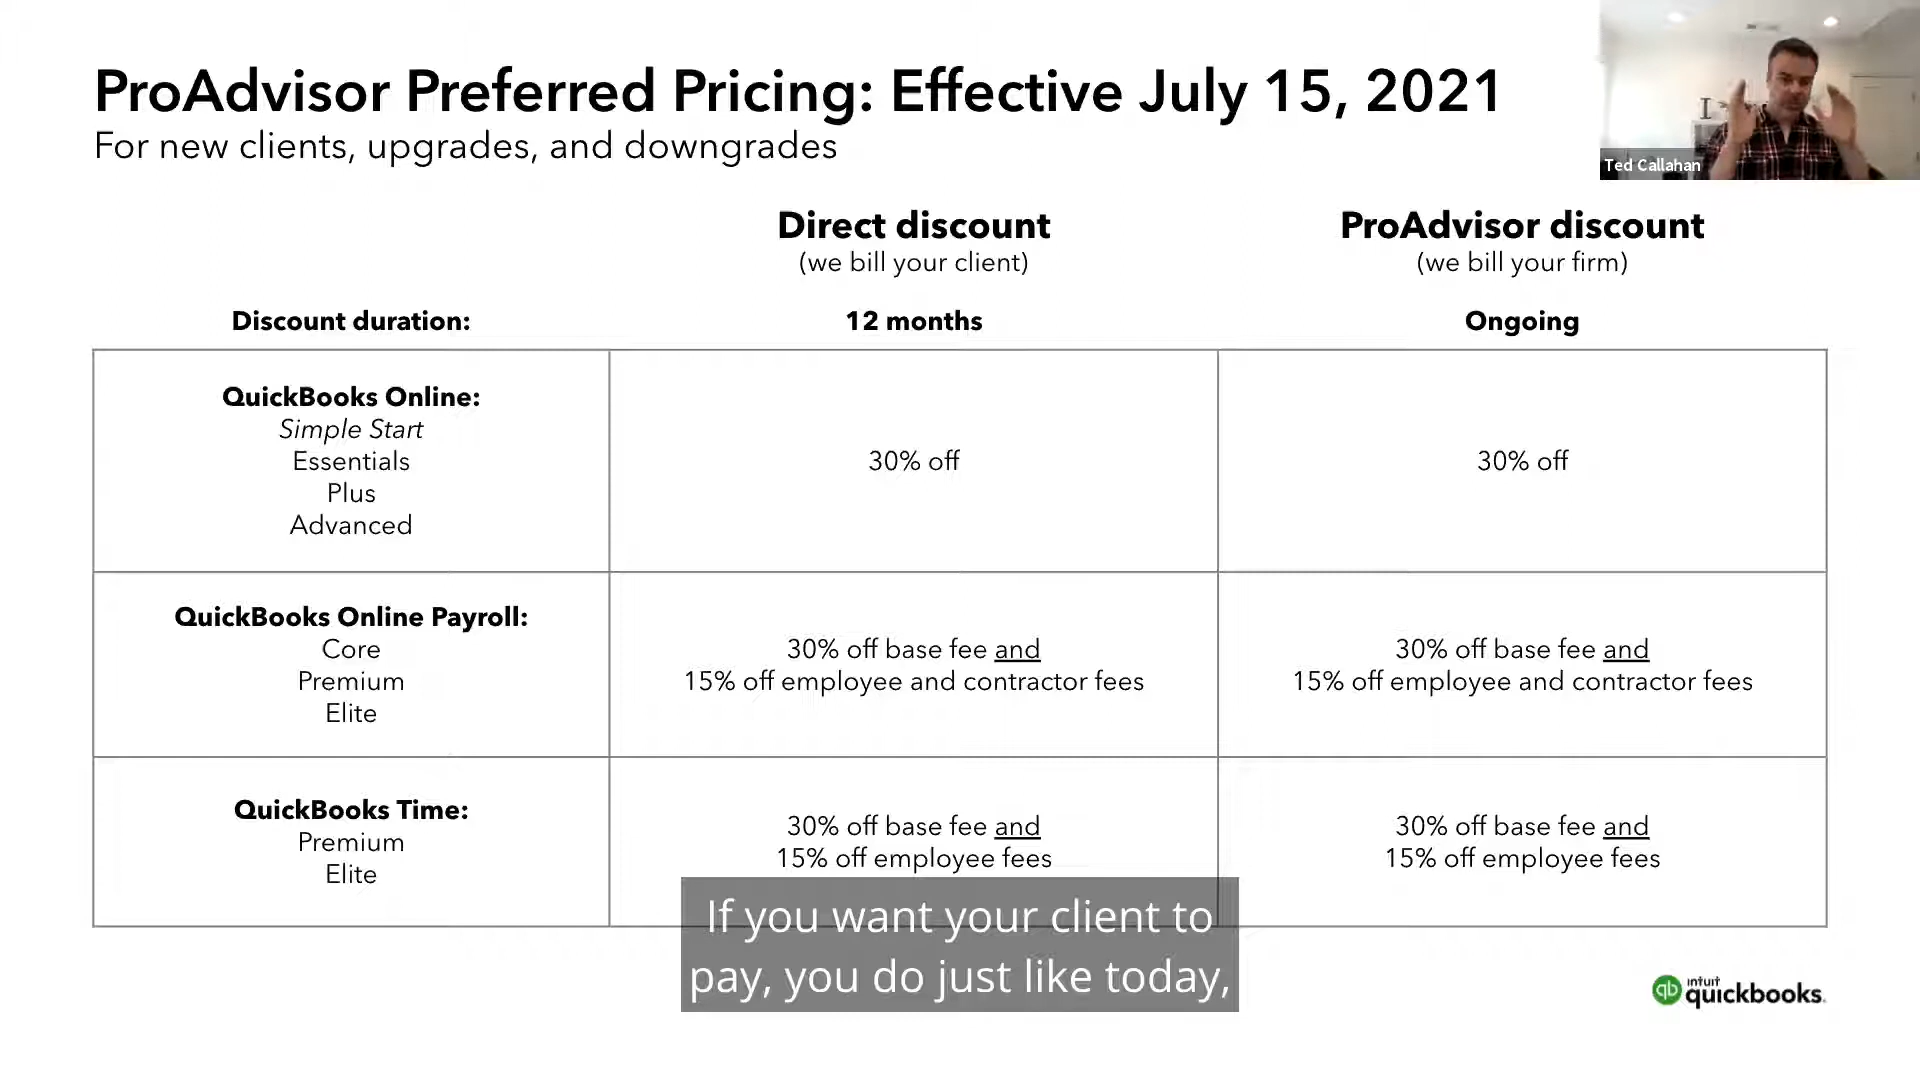 ProAdvisor Preferred Pricing: Effective July 15, 2021
For new clients, upgrades, and downgrades
Ted Callahan
Direct discount
(we bill your client)
ProAdvisor discount
(we bill your firm)
Discount duration:
12 months
Ongoing
QuickBooks Online:
Simple Start
Essentials
Plus
Advanced
30% off
30% off
QuickBooks Online Payroll:
Core
Premium
Elite
30% off base fee and
15% off employee and contractor fees
30% off base fee and
15% off employee and contractor fees
QuickBooks Time:
Premium
Elite
30% off base fee and
15% off employee fees
30% off base fee and
15% off employee fees
If you want your client to
pay, you do just like today,
qb
intuit
quickbooks.